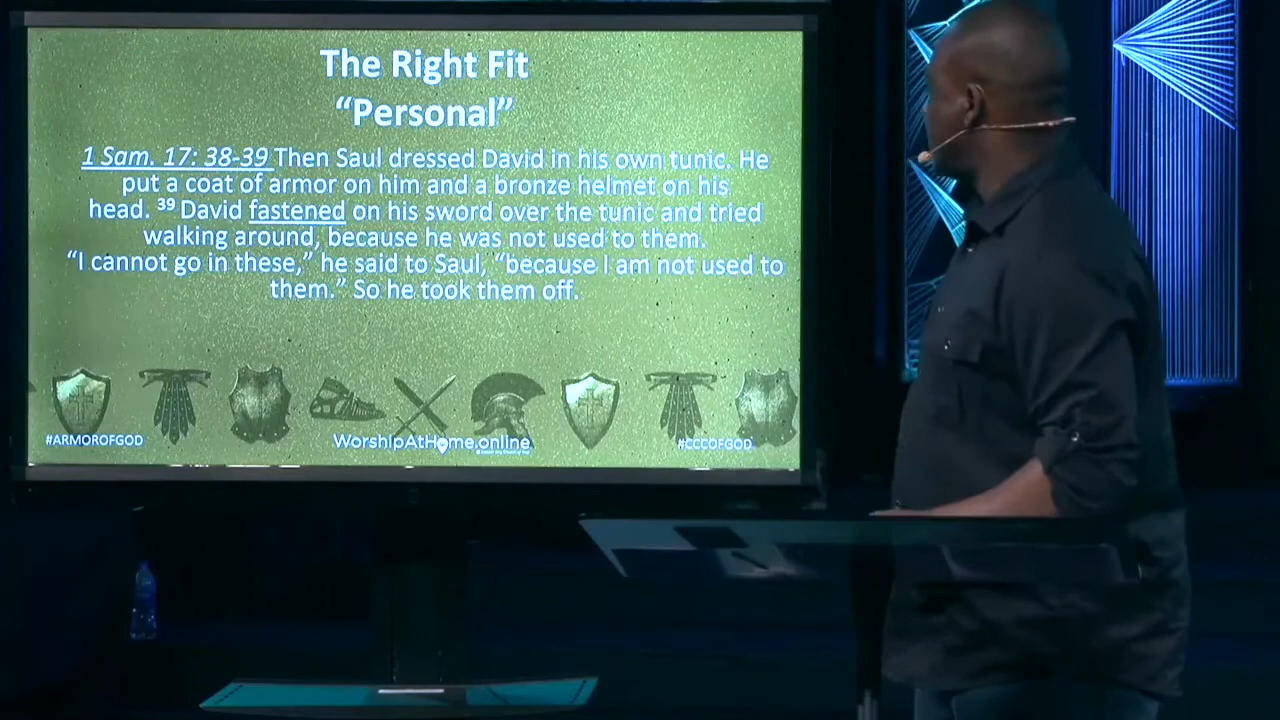 The Right Fit
“Personal”
1 Sam. 17: 38-39 Then Saul dressed David in his own tunic. He
put a coat of armor on him and a bronze helmet on his
head. 39 David fastened on his sword over the tunic and tried
walking around, because he was not used to them.
“I cannot go in these,” he said to Saul, “because I am not used to
them.” So he took them off.
#ARMOROFGOD
WorshipAtHome.online
#CCCOFGOD